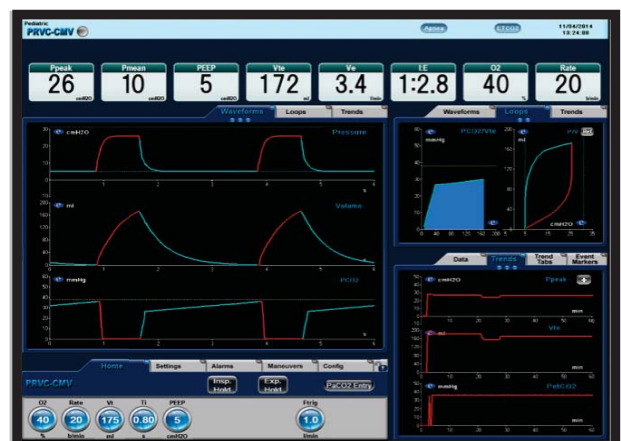 Pediatric
PRVC-CMV
Apnea
ETCO2
11/04/2014
13:24:08
Ppeak Pmean PEEP Vte Ve I:E O2 Rate
26 10 5 172 3.4 1:2.8 40 20
cmH2O cmH2O cmH2O ml l/min % b/min
Waveforms Loops Trends
Waveforms Loops Trends
cmH2O Pressure
ml Volume
mmHg PCO2
PCO2/Vte
mmHg
ml
P/V Ref
cmH2O
Data Trends Trend Tabs Event Markers
cmH2O Ppeak
min
ml Vte
min
mmHg PetCO2
min
Home Settings Alarms Maneuvers Config
PRVC-CMV
Insp. Hold
Exp. Hold
PaCO2 Entry
O2 Rate Vt Ti PEEP Ftrig
40 20 175 0.80 5 1.0
% b/min ml s cmH2O l/min